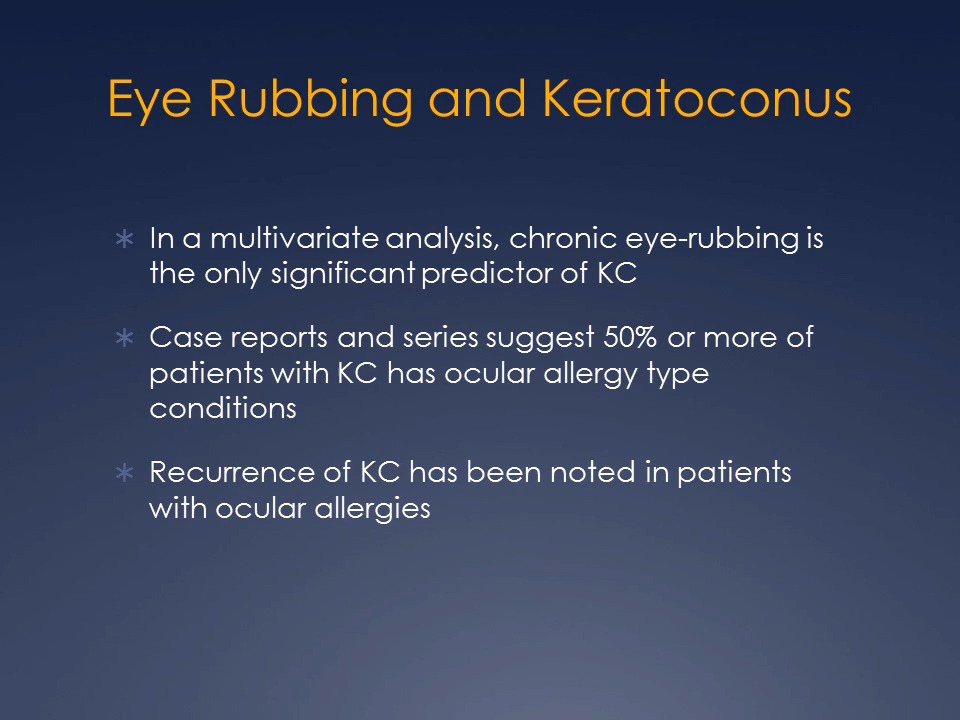 Eye Rubbing and Keratoconus
In a multivariate analysis, chronic eye-rubbing is
the only significant predictor of KC
Case reports and series suggest 50% or more of
patients with KC has ocular allergy type
conditions
Recurrence of KC has been noted in patients
with ocular allergies